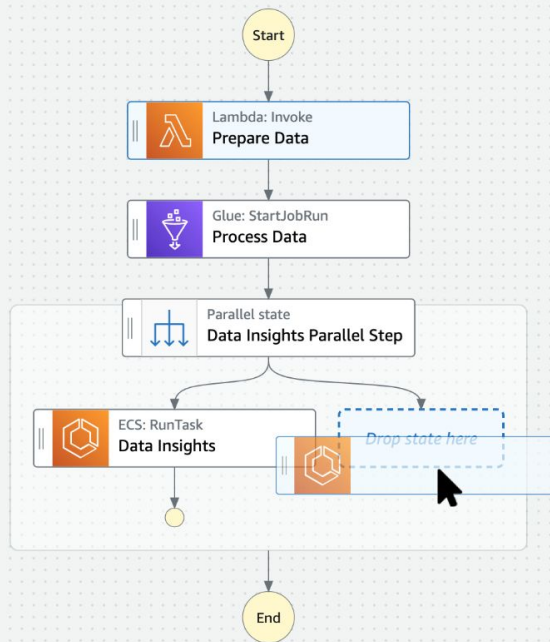 Start
Lambda: Invoke
Prepare Data
Glue: StartJobRun
Process Data
Parallel state
Data Insights Parallel Step
ECS: RunTask
Data Insights
Drop state here
End